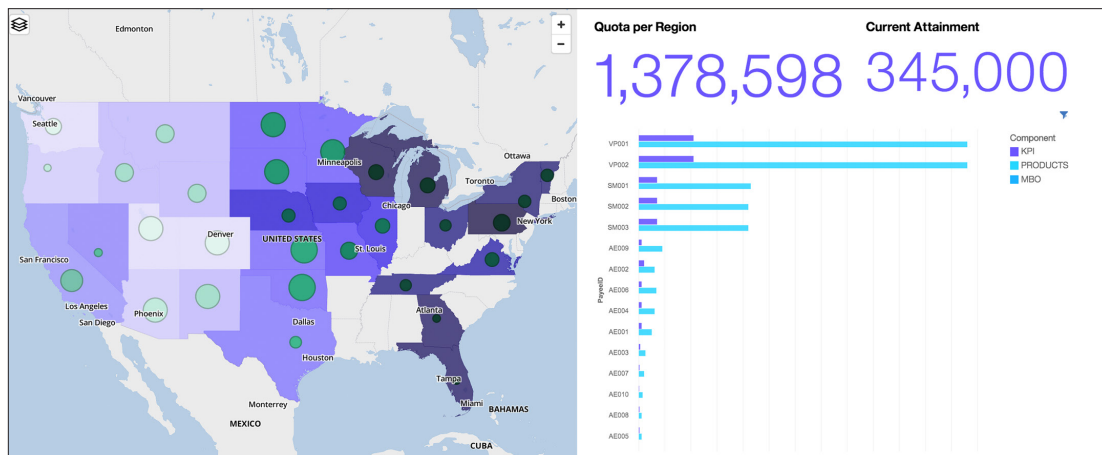 Edmonton
+
−
Vancouver
Seattle
Ottawa
Minneapolis
Toronto
Boston
Chicago
New York
Denver
UNITED STATES
St. Louis
San Francisco
Los Angeles
Phoenix
Atlanta
San Diego
Dallas
Houston
Tampa
Monterrey
Miami
BAHAMAS
MEXICO
CUBA
Quota per Region
Current Attainment
1,378,598
345,000
Component
KPI
PRODUCTS
MBO
PayeeID
VP001
VP002
SM001
SM002
SM003
AE009
AE002
AE006
AE004
AE001
AE003
AE007
AE010
AE008
AE005